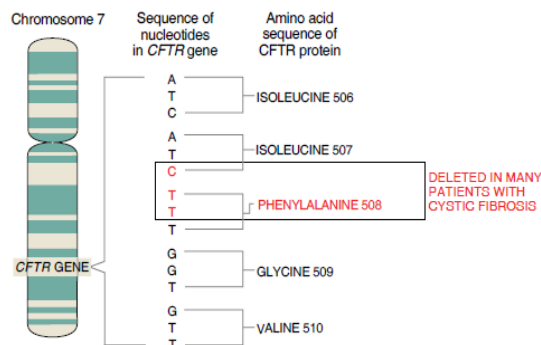 Chromosome 7
Sequence of
nucleotides
in CFTR gene
Amino acid
sequence of
CFTR protein
A
T
C
ISOLEUCINE 506
A
T
C
ISOLEUCINE 507
T
T
T
PHENYLALANINE 508
DELETED IN MANY
PATIENTS WITH
CYSTIC FIBROSIS
G
G
T
GLYCINE 509
CFTR GENE
G
T
T
VALINE 510